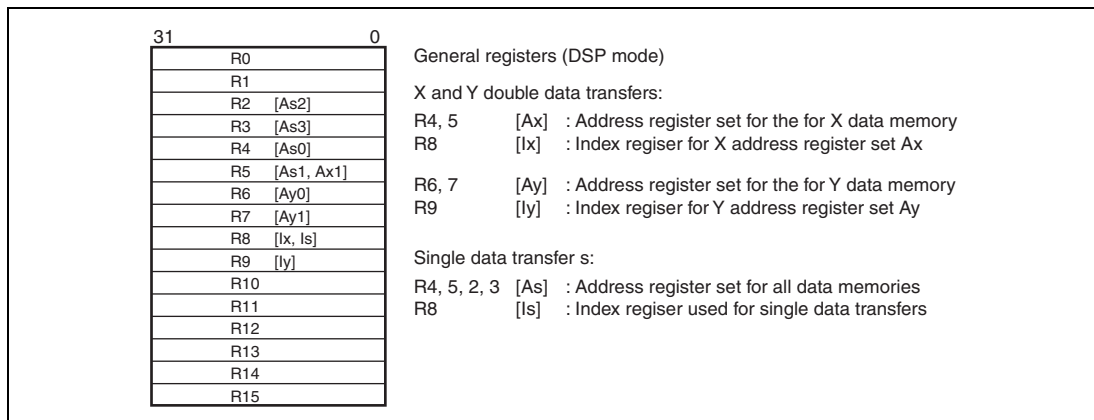 31 0
R0
R1
R2 [As2]
R3 [As3]
R4 [As0]
R5 [As1, Ax1]
R6 [Ay0]
R7 [Ay1]
R8 [Ix, Is]
R9 [Iy]
R10
R11
R12
R13
R14
R15
General registers (DSP mode)
X and Y double data transfers:
R4, 5 [Ax] : Address register set for the for X data memory
R8 [Ix] : Index regiser for X address register set Ax
R6, 7 [Ay] : Address register set for the for Y data memory
R9 [Iy] : Index regiser for Y address register set Ay
Single data transfer s:
R4, 5, 2, 3 [As] : Address register set for all data memories
R8 [Is] : Index regiser used for single data transfers